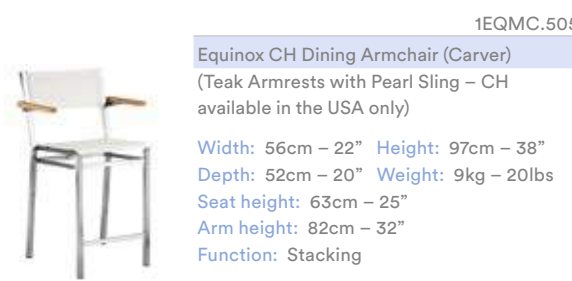 1EQMC.505
Equinox CH Dining Armchair (Carver)
(Teak Armrests with Pearl Sling – CH
available in the USA only)
Width: 56cm – 22” Height: 97cm – 38”
Depth: 52cm – 20” Weight: 9kg – 20lbs
Seat height: 63cm – 25”
Arm height: 82cm – 32”
Function: Stacking